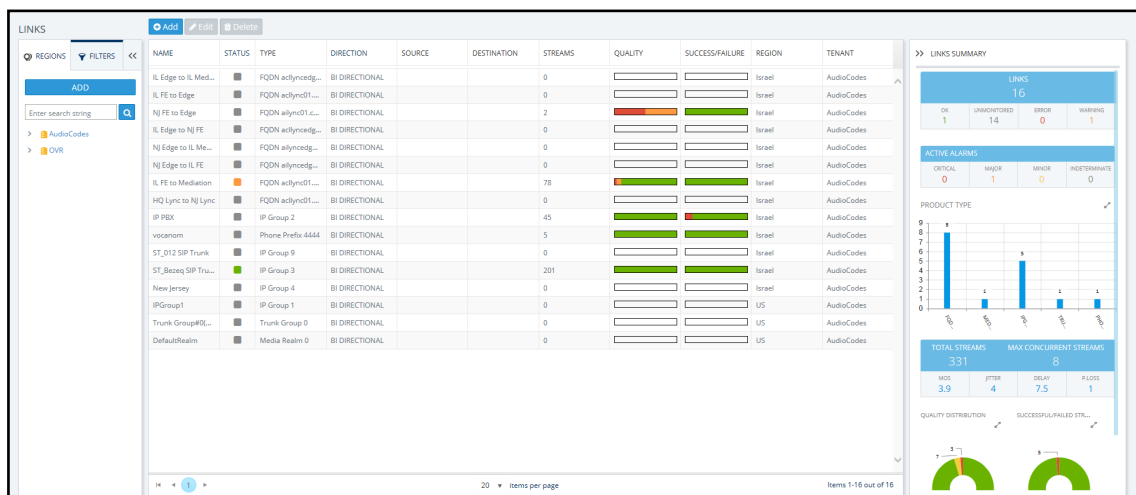 LINKS
Add Edit Delete
REGIONS FILTERS <<
ADD
Enter search string
> AudioCodes
> OVR
NAME STATUS TYPE DIRECTION SOURCE DESTINATION STREAMS QUALITY SUCCESS/FAILURE REGION TENANT
IL Edge to IL Med... FQDN acllyncedg... BI DIRECTIONAL 0 Israel AudioCodes
IL FE to Edge FQDN acllync01.... BI DIRECTIONAL 0 Israel AudioCodes
NJ FE to Edge FQDN ailync01.c... BI DIRECTIONAL 2 Israel AudioCodes
IL Edge to NJ FE FQDN acllyncedg... BI DIRECTIONAL 0 Israel AudioCodes
NJ Edge to IL Me... FQDN ailyncedg... BI DIRECTIONAL 0 Israel AudioCodes
NJ Edge to IL FE FQDN ailyncedg... BI DIRECTIONAL 0 Israel AudioCodes
IL FE to Mediation FQDN acllync01.... BI DIRECTIONAL 78 Israel AudioCodes
HQ Lync to NJ Lync FQDN acllync01.... BI DIRECTIONAL 0 Israel AudioCodes
IP PBX IP Group 2 BI DIRECTIONAL 45 Israel AudioCodes
vocanom Phone Prefix 4444 BI DIRECTIONAL 5 Israel AudioCodes
ST_012 SIP Trunk IP Group 9 BI DIRECTIONAL 0 Israel AudioCodes
ST_Bezeq SIP Tru... IP Group 3 BI DIRECTIONAL 201 Israel AudioCodes
New Jersey IP Group 4 BI DIRECTIONAL 0 Israel AudioCodes
IPGroup1 IP Group 1 BI DIRECTIONAL 0 US AudioCodes
Trunk Group#0(... Trunk Group 0 BI DIRECTIONAL 0 US AudioCodes
DefaultRealm Media Realm 0 BI DIRECTIONAL 0 US AudioCodes
1 20 items per page Items 1-16 out of 16
>> LINKS SUMMARY
LINKS
16
OK UNMONITORED ERROR WARNING
1 14 0 1
ACTIVE ALARMS
CRITICAL MAJOR MINOR INDETERMINATE
0 1 0 0
PRODUCT TYPE
9
8
7
6
5
4
3
2
1
0
8 1 5 1 1
FQD... MED... IPG... TRU... PHO...
TOTAL STREAMS MAX CONCURRENT STREAMS
331 8
MOS JITTER DELAY P-LOSS
3.9 4 7.5 1
QUALITY DISTRIBUTION SUCCESSFUL/FAILED STR...
7 3 5